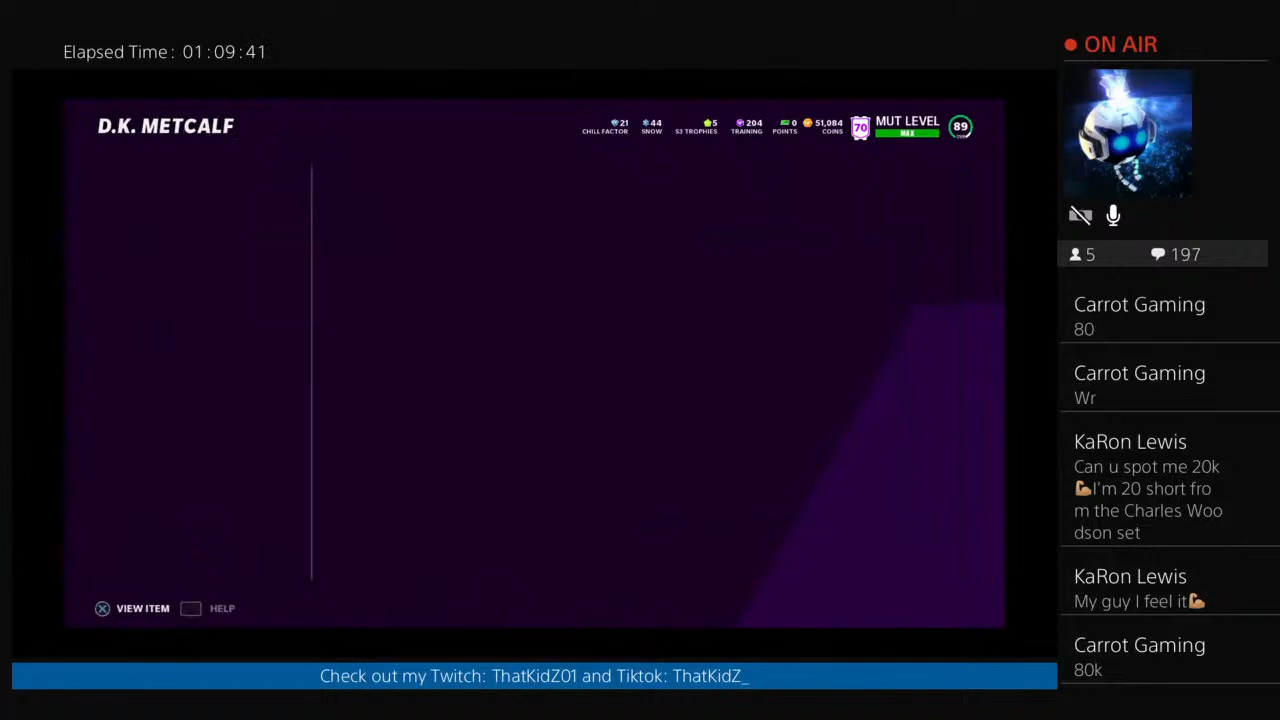 Elapsed Time: 01:09:41
ON AIR
D.K. METCALF
21
CHILL FACTOR
44
SNOW
5
S3 TROPHIES
204
TRAINING
0
POINTS
51,084
COINS
70
MUT LEVEL
MAX
89
OVR
5
197
Carrot Gaming
80
Carrot Gaming
Wr
KaRon Lewis
Can u spot me 20k
💪🏽I'm 20 short fro
m the Charles Woo
dson set
KaRon Lewis
My guy I feel it💪🏽
Carrot Gaming
80k
VIEW ITEM
HELP
Check out my Twitch: ThatKidZ01 and Tiktok: ThatKidZ_